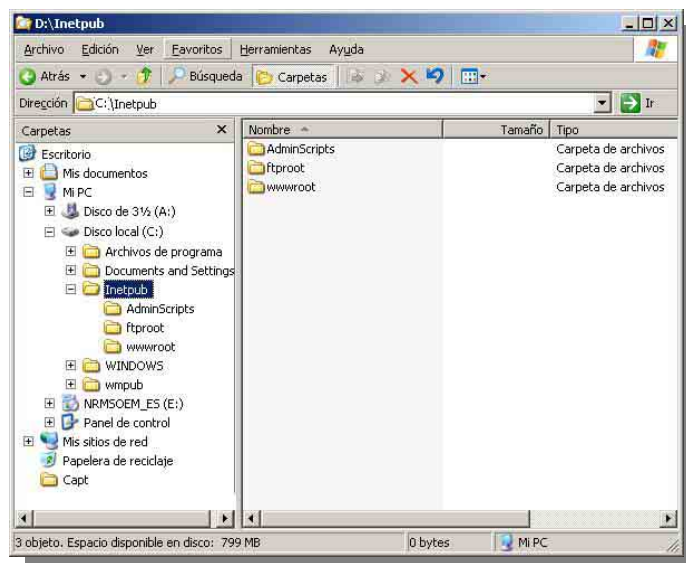 D:\Inetpub
Archivo Edición Ver Favoritos Herramientas Ayuda
Atrás Búsqueda Carpetas
Dirección C:\Inetpub Ir
Carpetas
Nombre Tamaño Tipo
Escritorio
Mis documentos
Mi PC
Disco de 3½ (A:)
Disco local (C:)
Archivos de programa
Documents and Settings
Inetpub
AdminScripts
ftproot
wwwroot
WINDOWS
wmpub
NRMSOEM_ES (E:)
Panel de control
Mis sitios de red
Papelera de reciclaje
Capt
AdminScripts Carpeta de archivos
ftproot Carpeta de archivos
wwwroot Carpeta de archivos
3 objeto. Espacio disponible en disco: 799 MB 0 bytes Mi PC